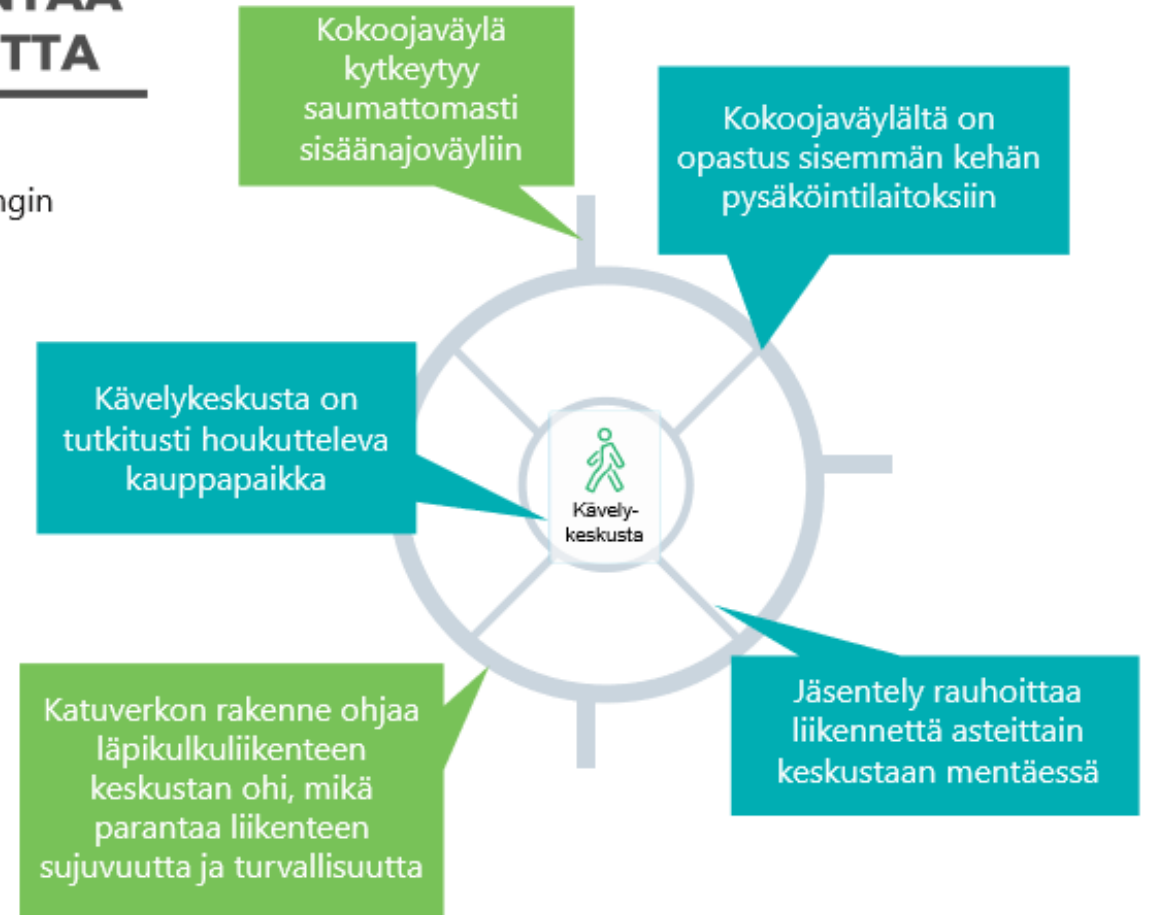 NTAA
TTA
ngin
Kokoojaväylä
kytkeytyy
saumattomasti
sisäänajoväyliin
Kokoojaväylältä on
opastus sisemmän kehän
pysäköintilaitoksiin
Kävelykeskusta on
tutkitusti houkutteleva
kauppapaikka
Kävely-
keskusta
Jäsentely rauhoittaa
liikennettä asteittain
keskustaan mentäessä
Katuverkon rakenne ohjaa
läpikulkuliikenteen
keskustan ohi, mikä
parantaa liikenteen
sujuvuutta ja turvallisuutta